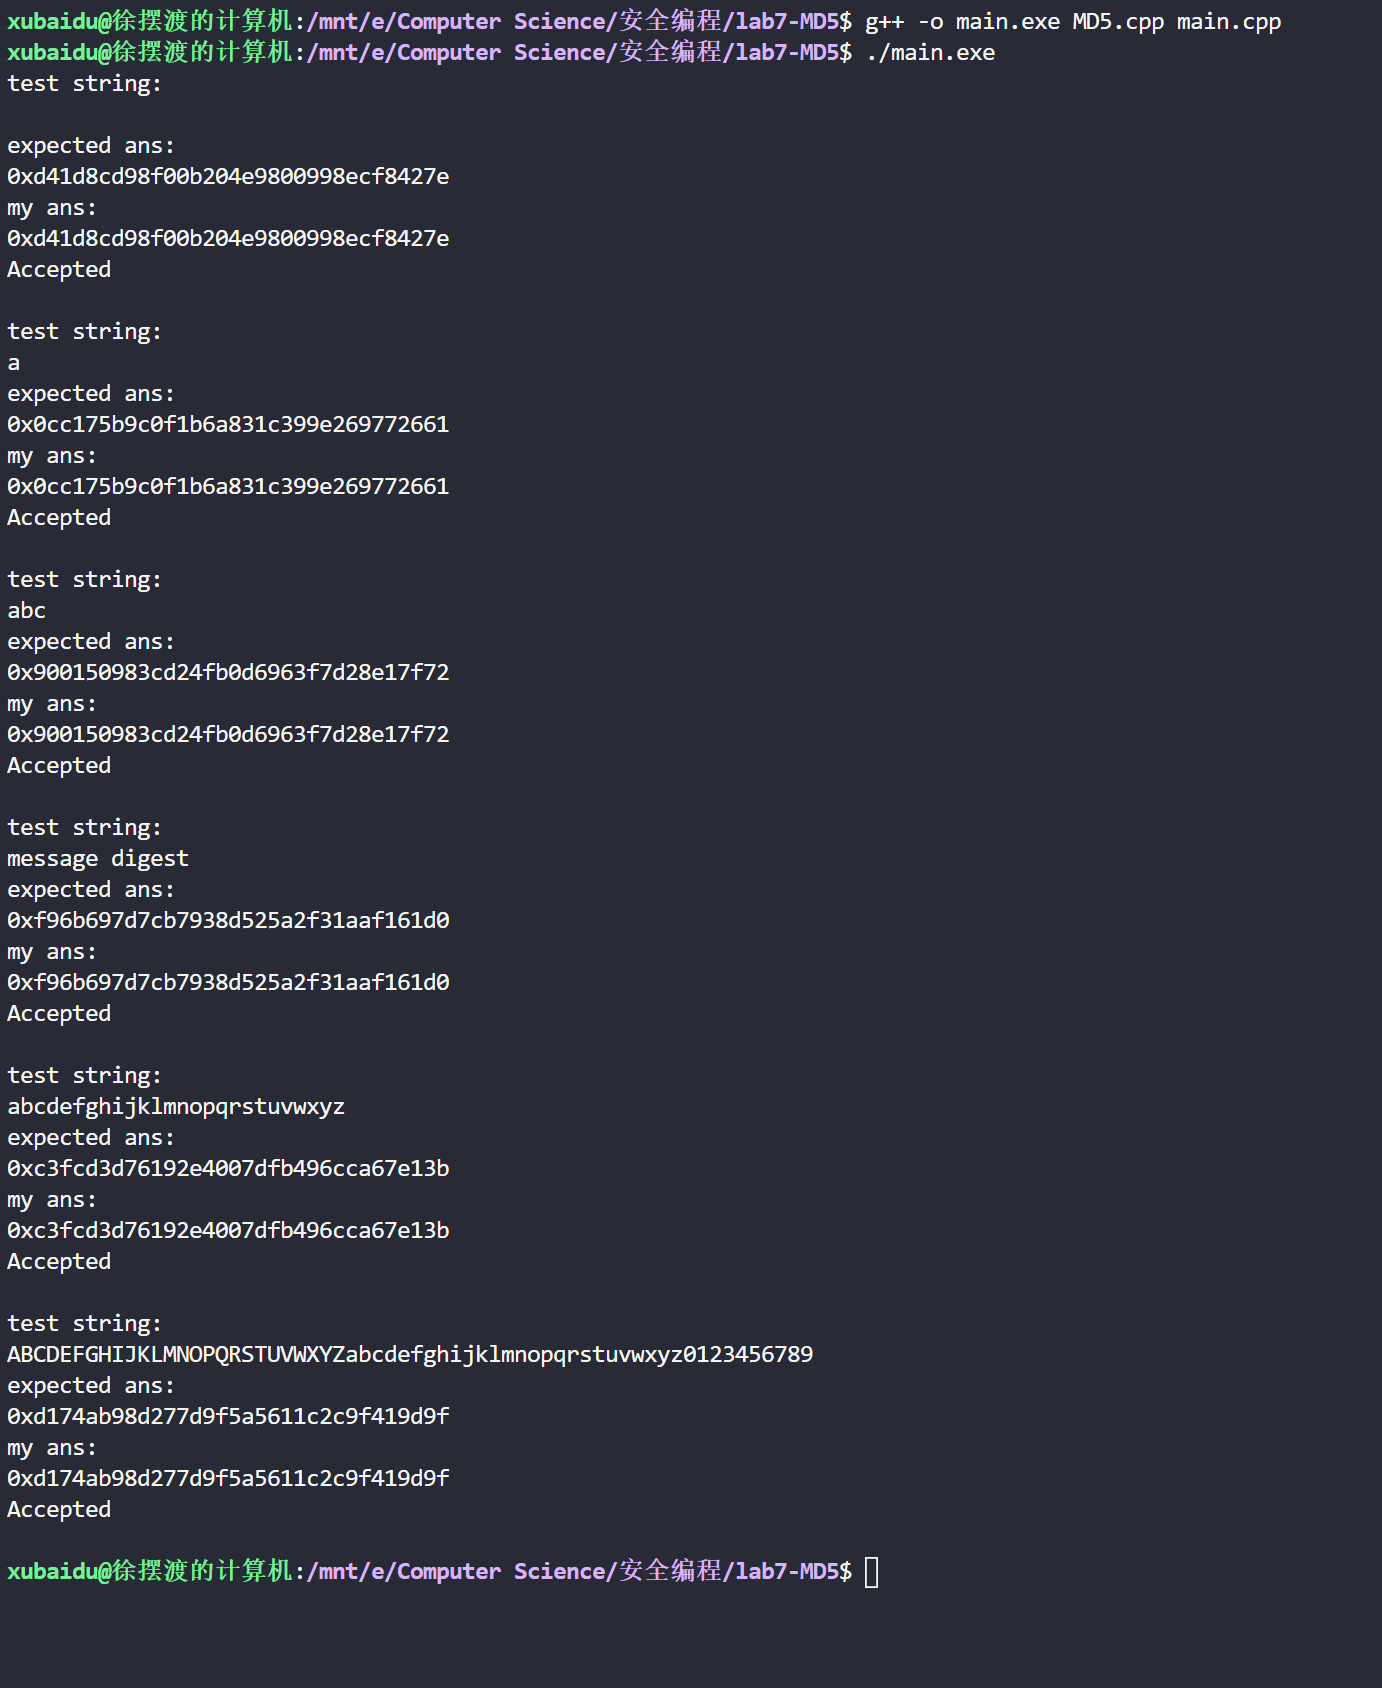 xubaidu@徐摆渡的计算机:/mnt/e/Computer Science/安全编程/lab7-MD5$ g++ -o main.exe MD5.cpp main.cpp
xubaidu@徐摆渡的计算机:/mnt/e/Computer Science/安全编程/lab7-MD5$ ./main.exe
test string:
expected ans:
0xd41d8cd98f00b204e9800998ecf8427e
my ans:
0xd41d8cd98f00b204e9800998ecf8427e
Accepted
test string:
a
expected ans:
0x0cc175b9c0f1b6a831c399e269772661
my ans:
0x0cc175b9c0f1b6a831c399e269772661
Accepted
test string:
abc
expected ans:
0x900150983cd24fb0d6963f7d28e17f72
my ans:
0x900150983cd24fb0d6963f7d28e17f72
Accepted
test string:
message digest
expected ans:
0xf96b697d7cb7938d525a2f31aaf161d0
my ans:
0xf96b697d7cb7938d525a2f31aaf161d0
Accepted
test string:
abcdefghijklmnopqrstuvwxyz
expected ans:
0xc3fcd3d76192e4007dfb496cca67e13b
my ans:
0xc3fcd3d76192e4007dfb496cca67e13b
Accepted
test string:
ABCDEFGHIJKLMNOPQRSTUVWXYZabcdefghijklmnopqrstuvwxyz0123456789
expected ans:
0xd174ab98d277d9f5a5611c2c9f419d9f
my ans:
0xd174ab98d277d9f5a5611c2c9f419d9f
Accepted
xubaidu@徐摆渡的计算机:/mnt/e/Computer Science/安全编程/lab7-MD5$